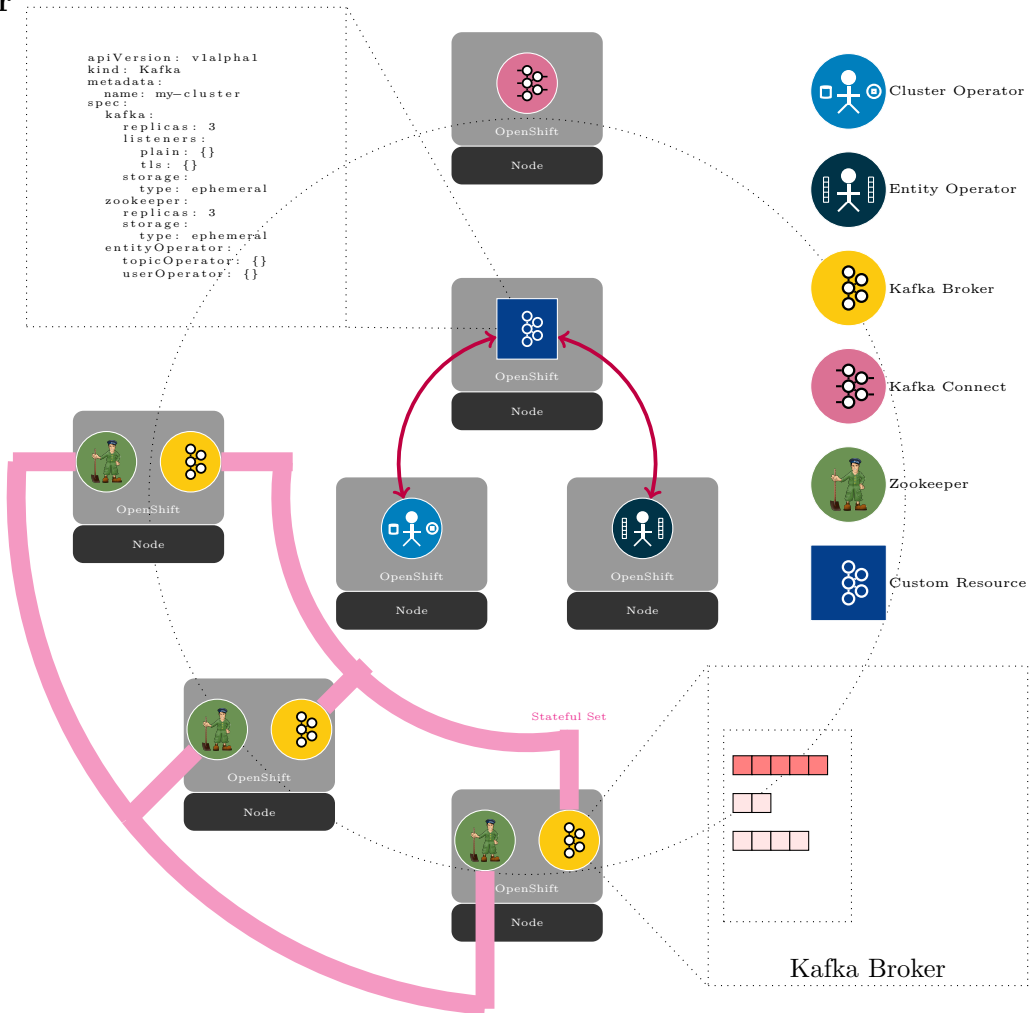 r
apiVersion: v1alpha1
kind: Kafka
metadata:
  name: my-cluster
spec:
  kafka:
    replicas: 3
    listeners:
      plain: {}
      tls: {}
    storage:
      type: ephemeral
  zookeeper:
    replicas: 3
    storage:
      type: ephemeral
  entityOperator:
    topicOperator: {}
    userOperator: {}
OpenShift
Node
Cluster Operator
Entity Operator
Kafka Broker
Kafka Connect
Zookeeper
Custom Resource
OpenShift
Node
OpenShift
Node
OpenShift
Node
OpenShift
Node
OpenShift
Node
Stateful Set
OpenShift
Node
Kafka Broker